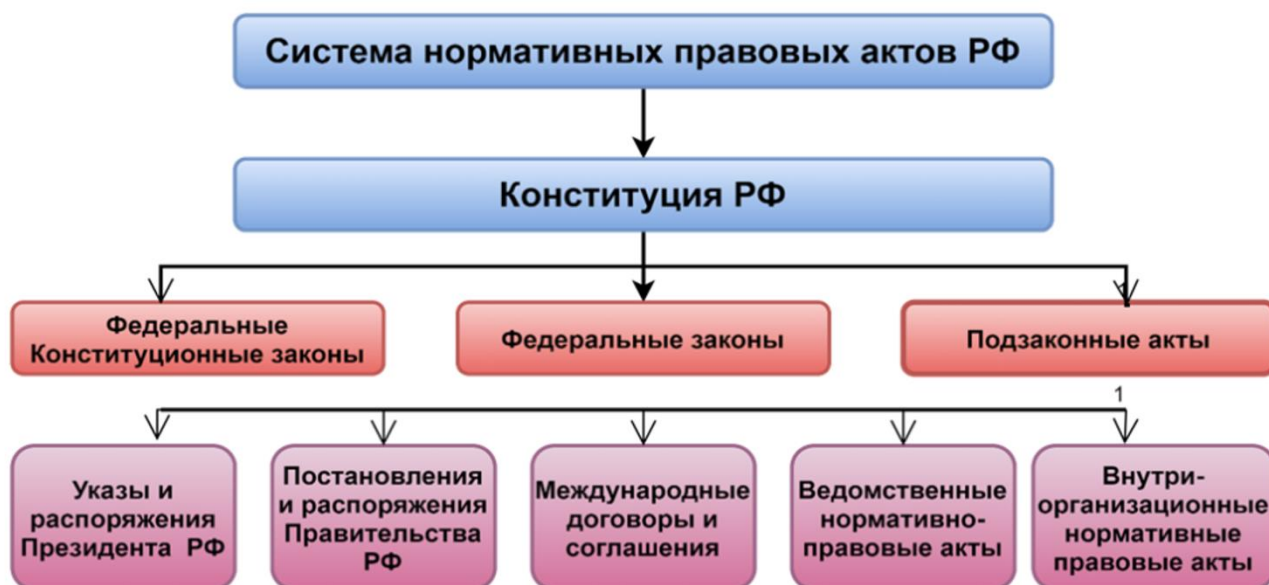 Система нормативных правовых актов РФ
Конституция РФ
Федеральные
Конституционные законы
Федеральные законы
Подзаконные акты
1
Указы и
распоряжения
Президента РФ
Постановления
и распоряжения
Правительства
РФ
Международные
договоры и
соглашения
Ведомственные
нормативно-
правовые акты
Внутри-
организационные
нормативные
правовые акты